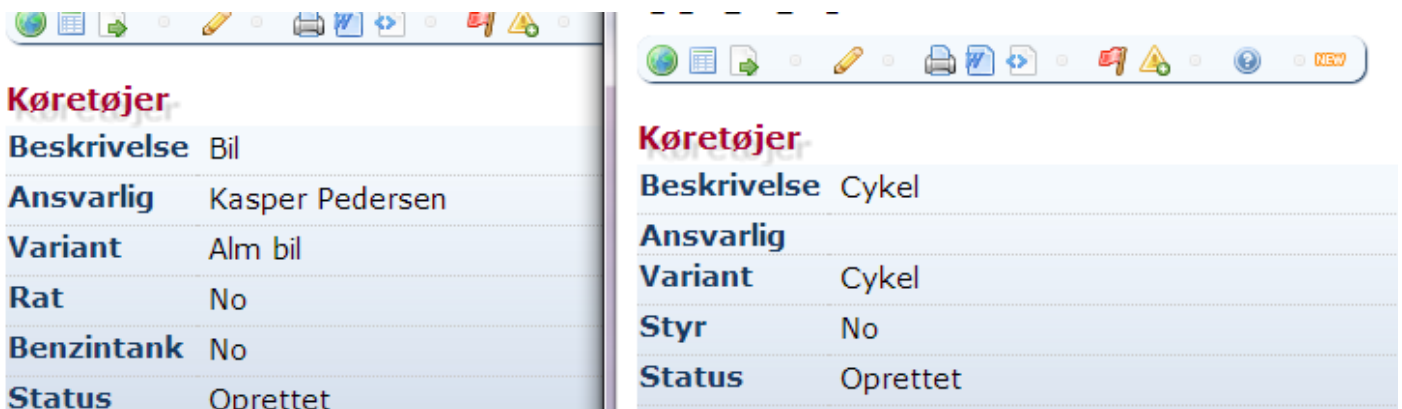 Køretøjer
Beskrivelse Bil
Ansvarlig Kasper Pedersen
Variant Alm bil
Rat No
Benzintank No
Status Oprettet
NEW
Køretøjer
Beskrivelse Cykel
Ansvarlig
Variant Cykel
Styr No
Status Oprettet